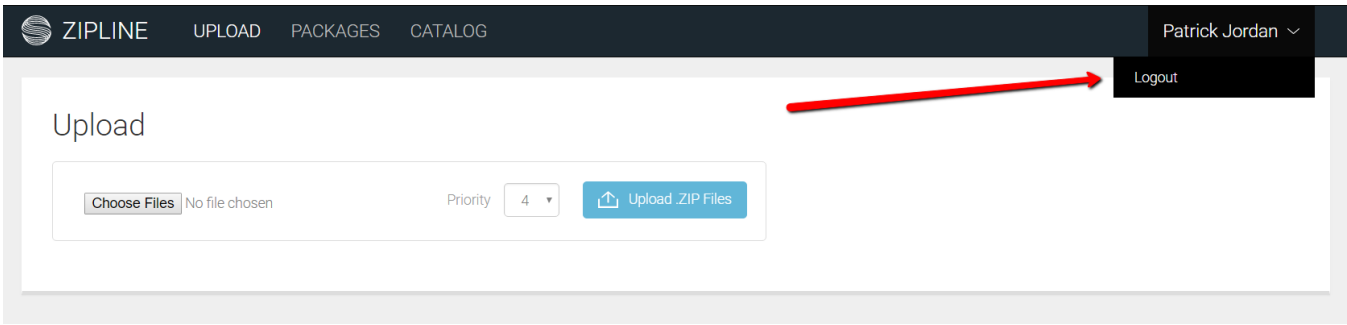 ZIPLINE UPLOAD PACKAGES CATALOG Patrick Jordan
Logout
Upload
Choose Files No file chosen Priority 4 Upload .ZIP Files